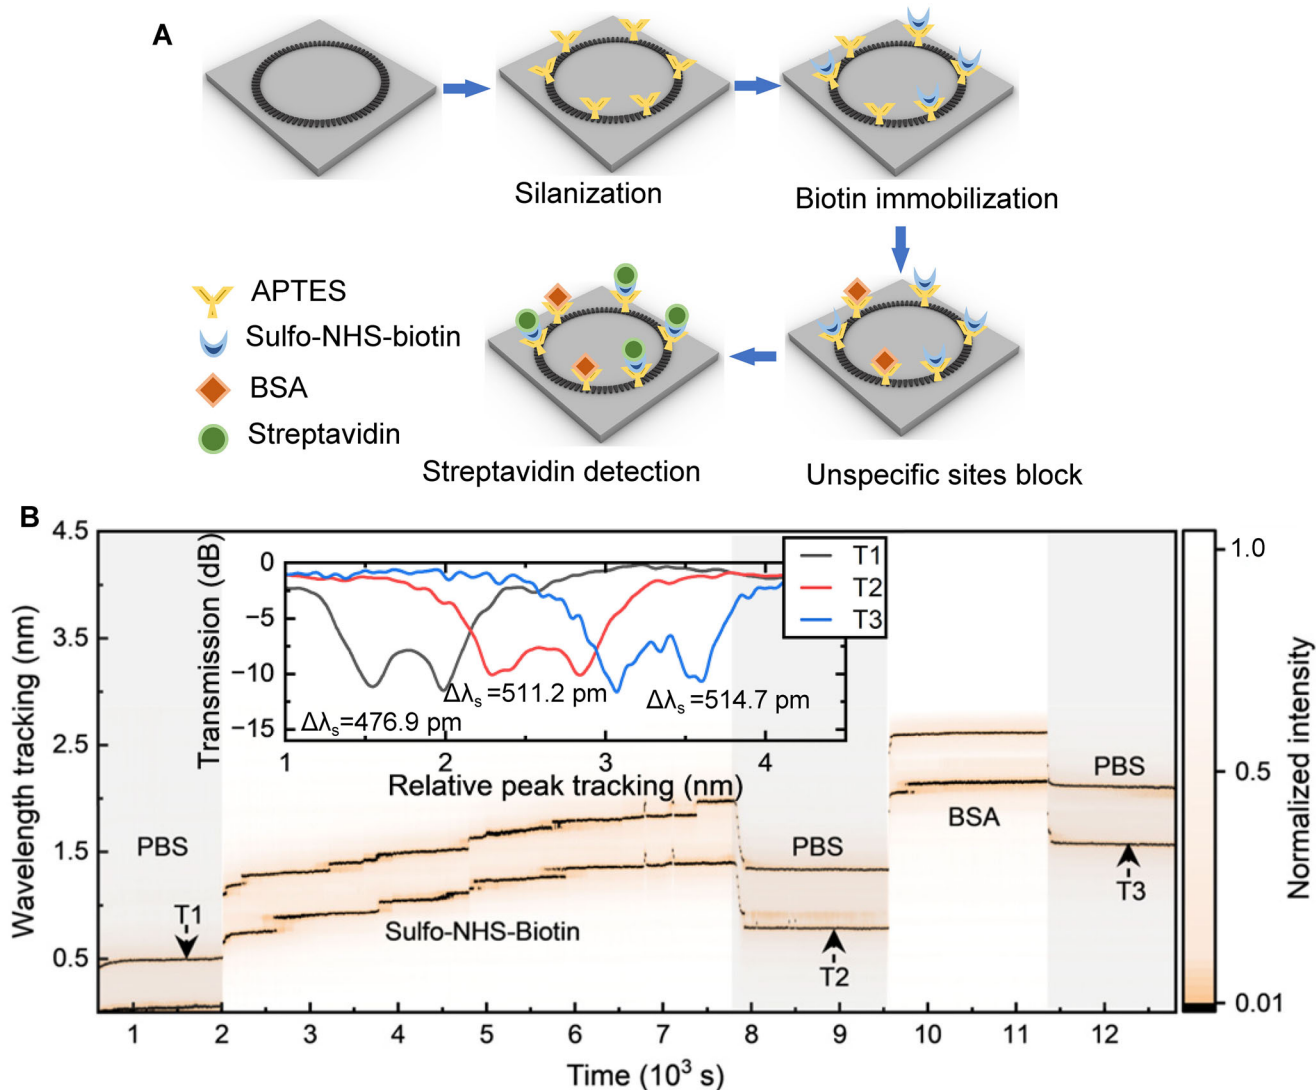 A
Silanization
Biotin immobilization
APTES
Sulfo-NHS-biotin
BSA
Streptavidin
Streptavidin detection
Unspecific sites block
B
Wavelength tracking (nm)
4.5
3.5
2.5
1.5
0.5
Transmission (dB)
0
−5
−10
−15
T1
T2
T3
Δλs=476.9 pm
Δλs=511.2 pm
Δλs=514.7 pm
1 2 3 4
Relative peak tracking (nm)
PBS
T1
Sulfo-NHS-Biotin
PBS
T2
BSA
PBS
T3
1 2 3 4 5 6 7 8 9 10 11 12
Time (10³ s)
1.0
0.5
0.01
Normalized intensity